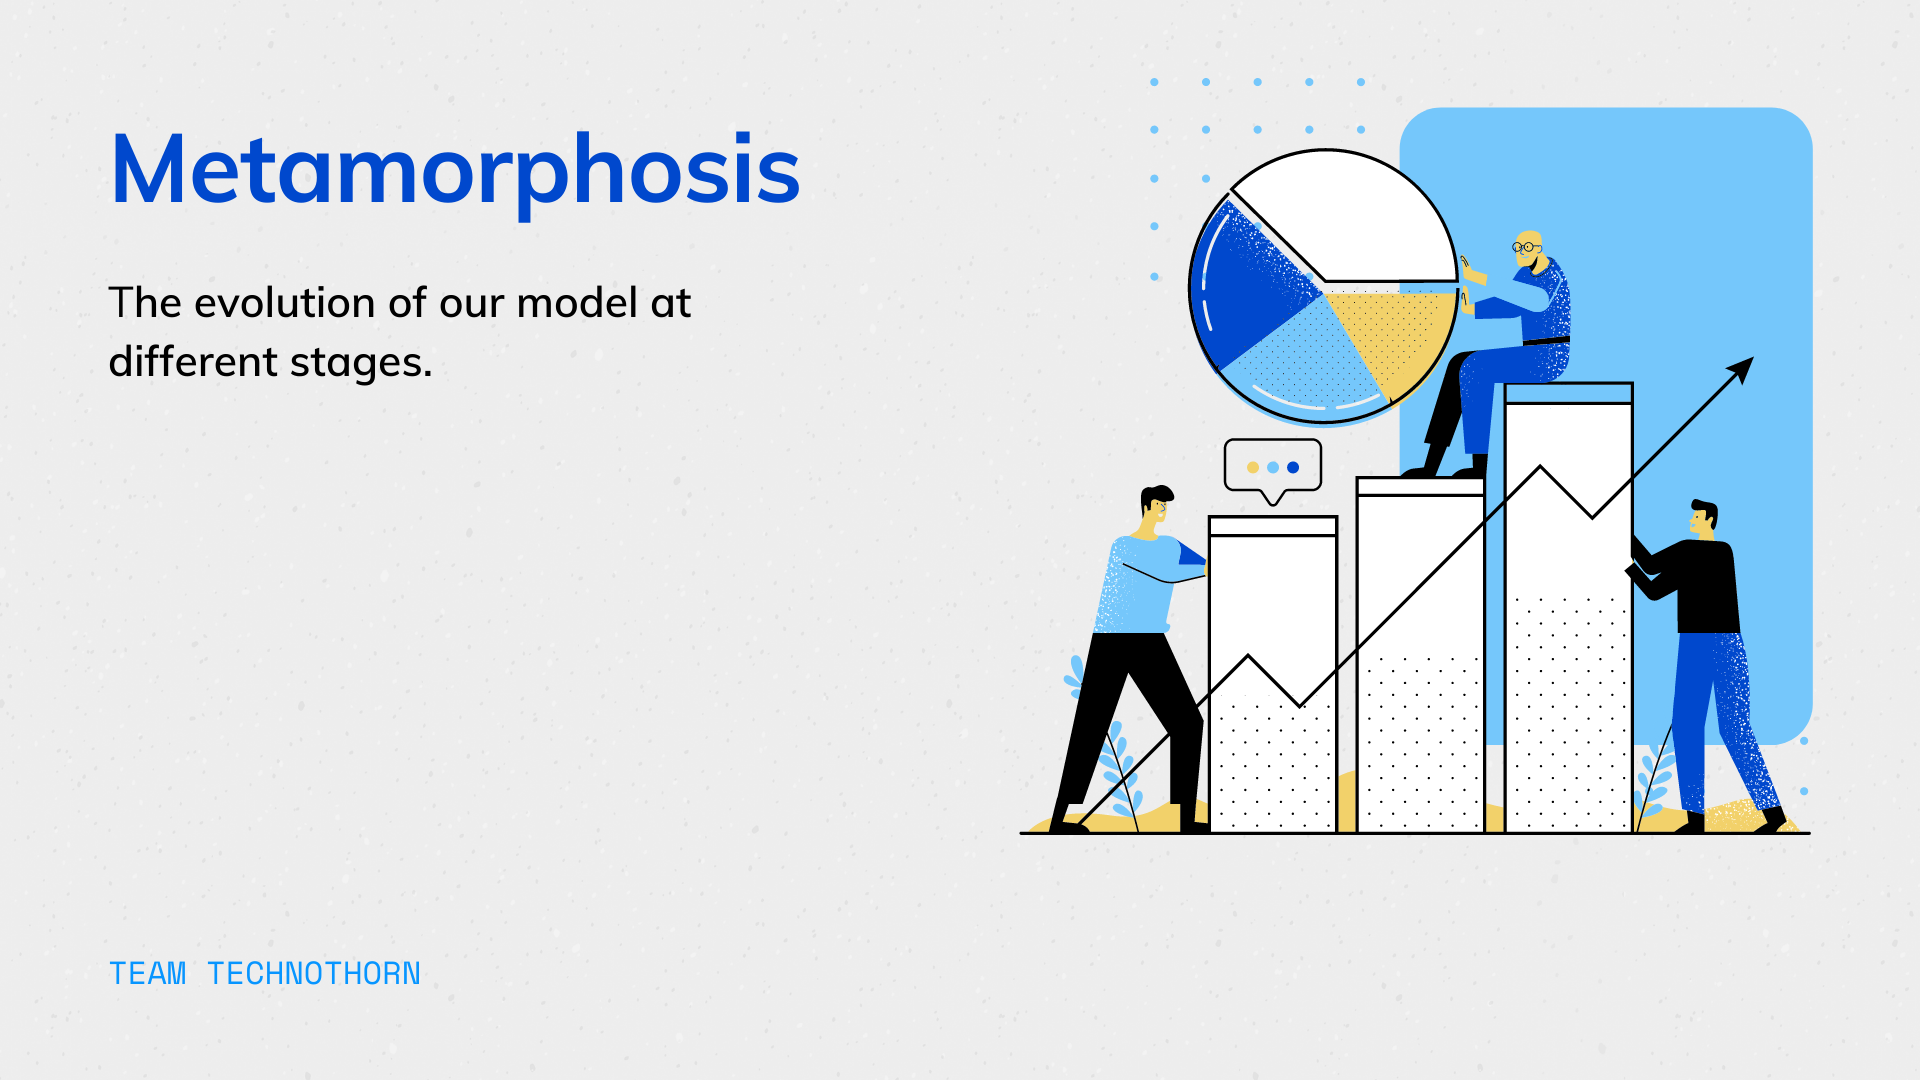 Metamorphosis
The evolution of our model at
different stages.
TEAM TECHNOTHORN